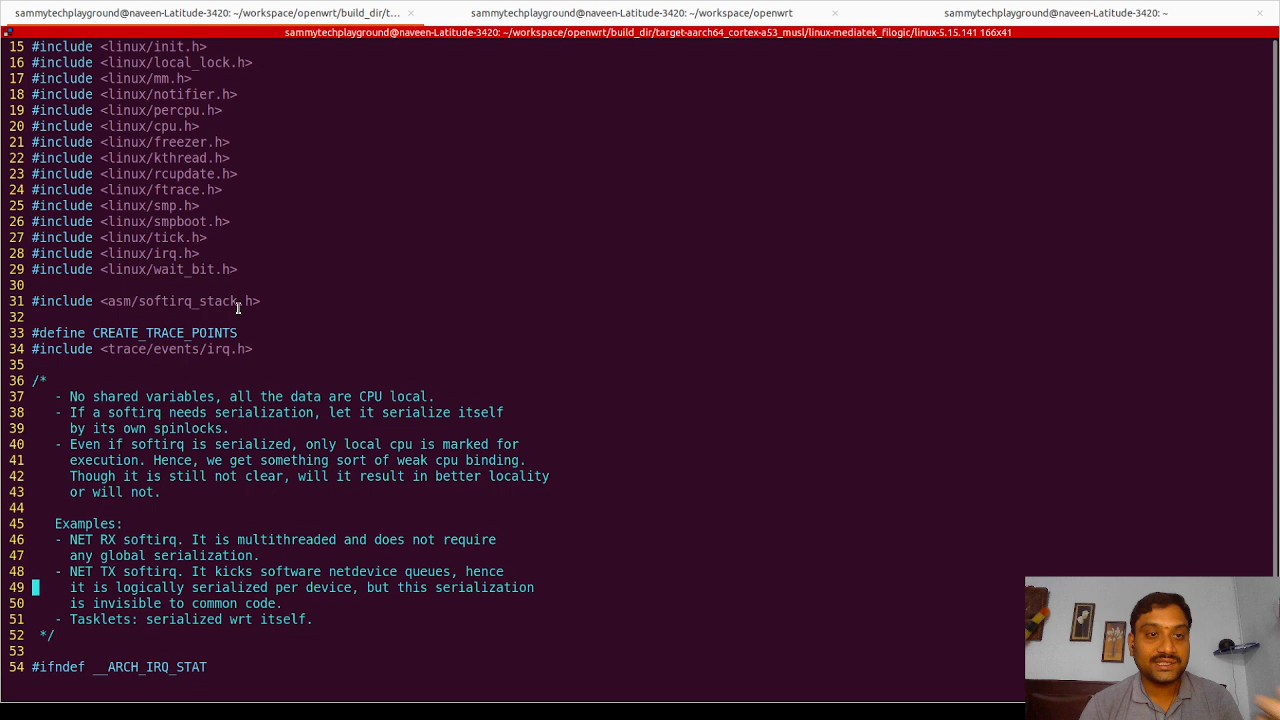 sammytechplayground@naveen-Latitude-3420: ~/workspace/openwrt/build_dir/t... × sammytechplayground@naveen-Latitude-3420: ~/workspace/openwrt × sammytechplayground@naveen-Latitude-3420: ~ ×
sammytechplayground@naveen-Latitude-3420: ~/workspace/openwrt/build_dir/target-aarch64_cortex-a53_musl/linux-mediatek_filogic/linux-5.15.141 166x41
15 #include <linux/init.h>
16 #include <linux/local_lock.h>
17 #include <linux/mm.h>
18 #include <linux/notifier.h>
19 #include <linux/percpu.h>
20 #include <linux/cpu.h>
21 #include <linux/freezer.h>
22 #include <linux/kthread.h>
23 #include <linux/rcupdate.h>
24 #include <linux/ftrace.h>
25 #include <linux/smp.h>
26 #include <linux/smpboot.h>
27 #include <linux/tick.h>
28 #include <linux/irq.h>
29 #include <linux/wait_bit.h>
30
31 #include <asm/softirq_stack.h>
32
33 #define CREATE_TRACE_POINTS
34 #include <trace/events/irq.h>
35
36 /*
37    - No shared variables, all the data are CPU local.
38    - If a softirq needs serialization, let it serialize itself
39      by its own spinlocks.
40    - Even if softirq is serialized, only local cpu is marked for
41      execution. Hence, we get something sort of weak cpu binding.
42      Though it is still not clear, will it result in better locality
43      or will not.
44
45    Examples:
46    - NET RX softirq. It is multithreaded and does not require
47      any global serialization.
48    - NET TX softirq. It kicks software netdevice queues, hence
49      it is logically serialized per device, but this serialization
50      is invisible to common code.
51    - Tasklets: serialized wrt itself.
52  */
53
54 #ifndef __ARCH_IRQ_STAT